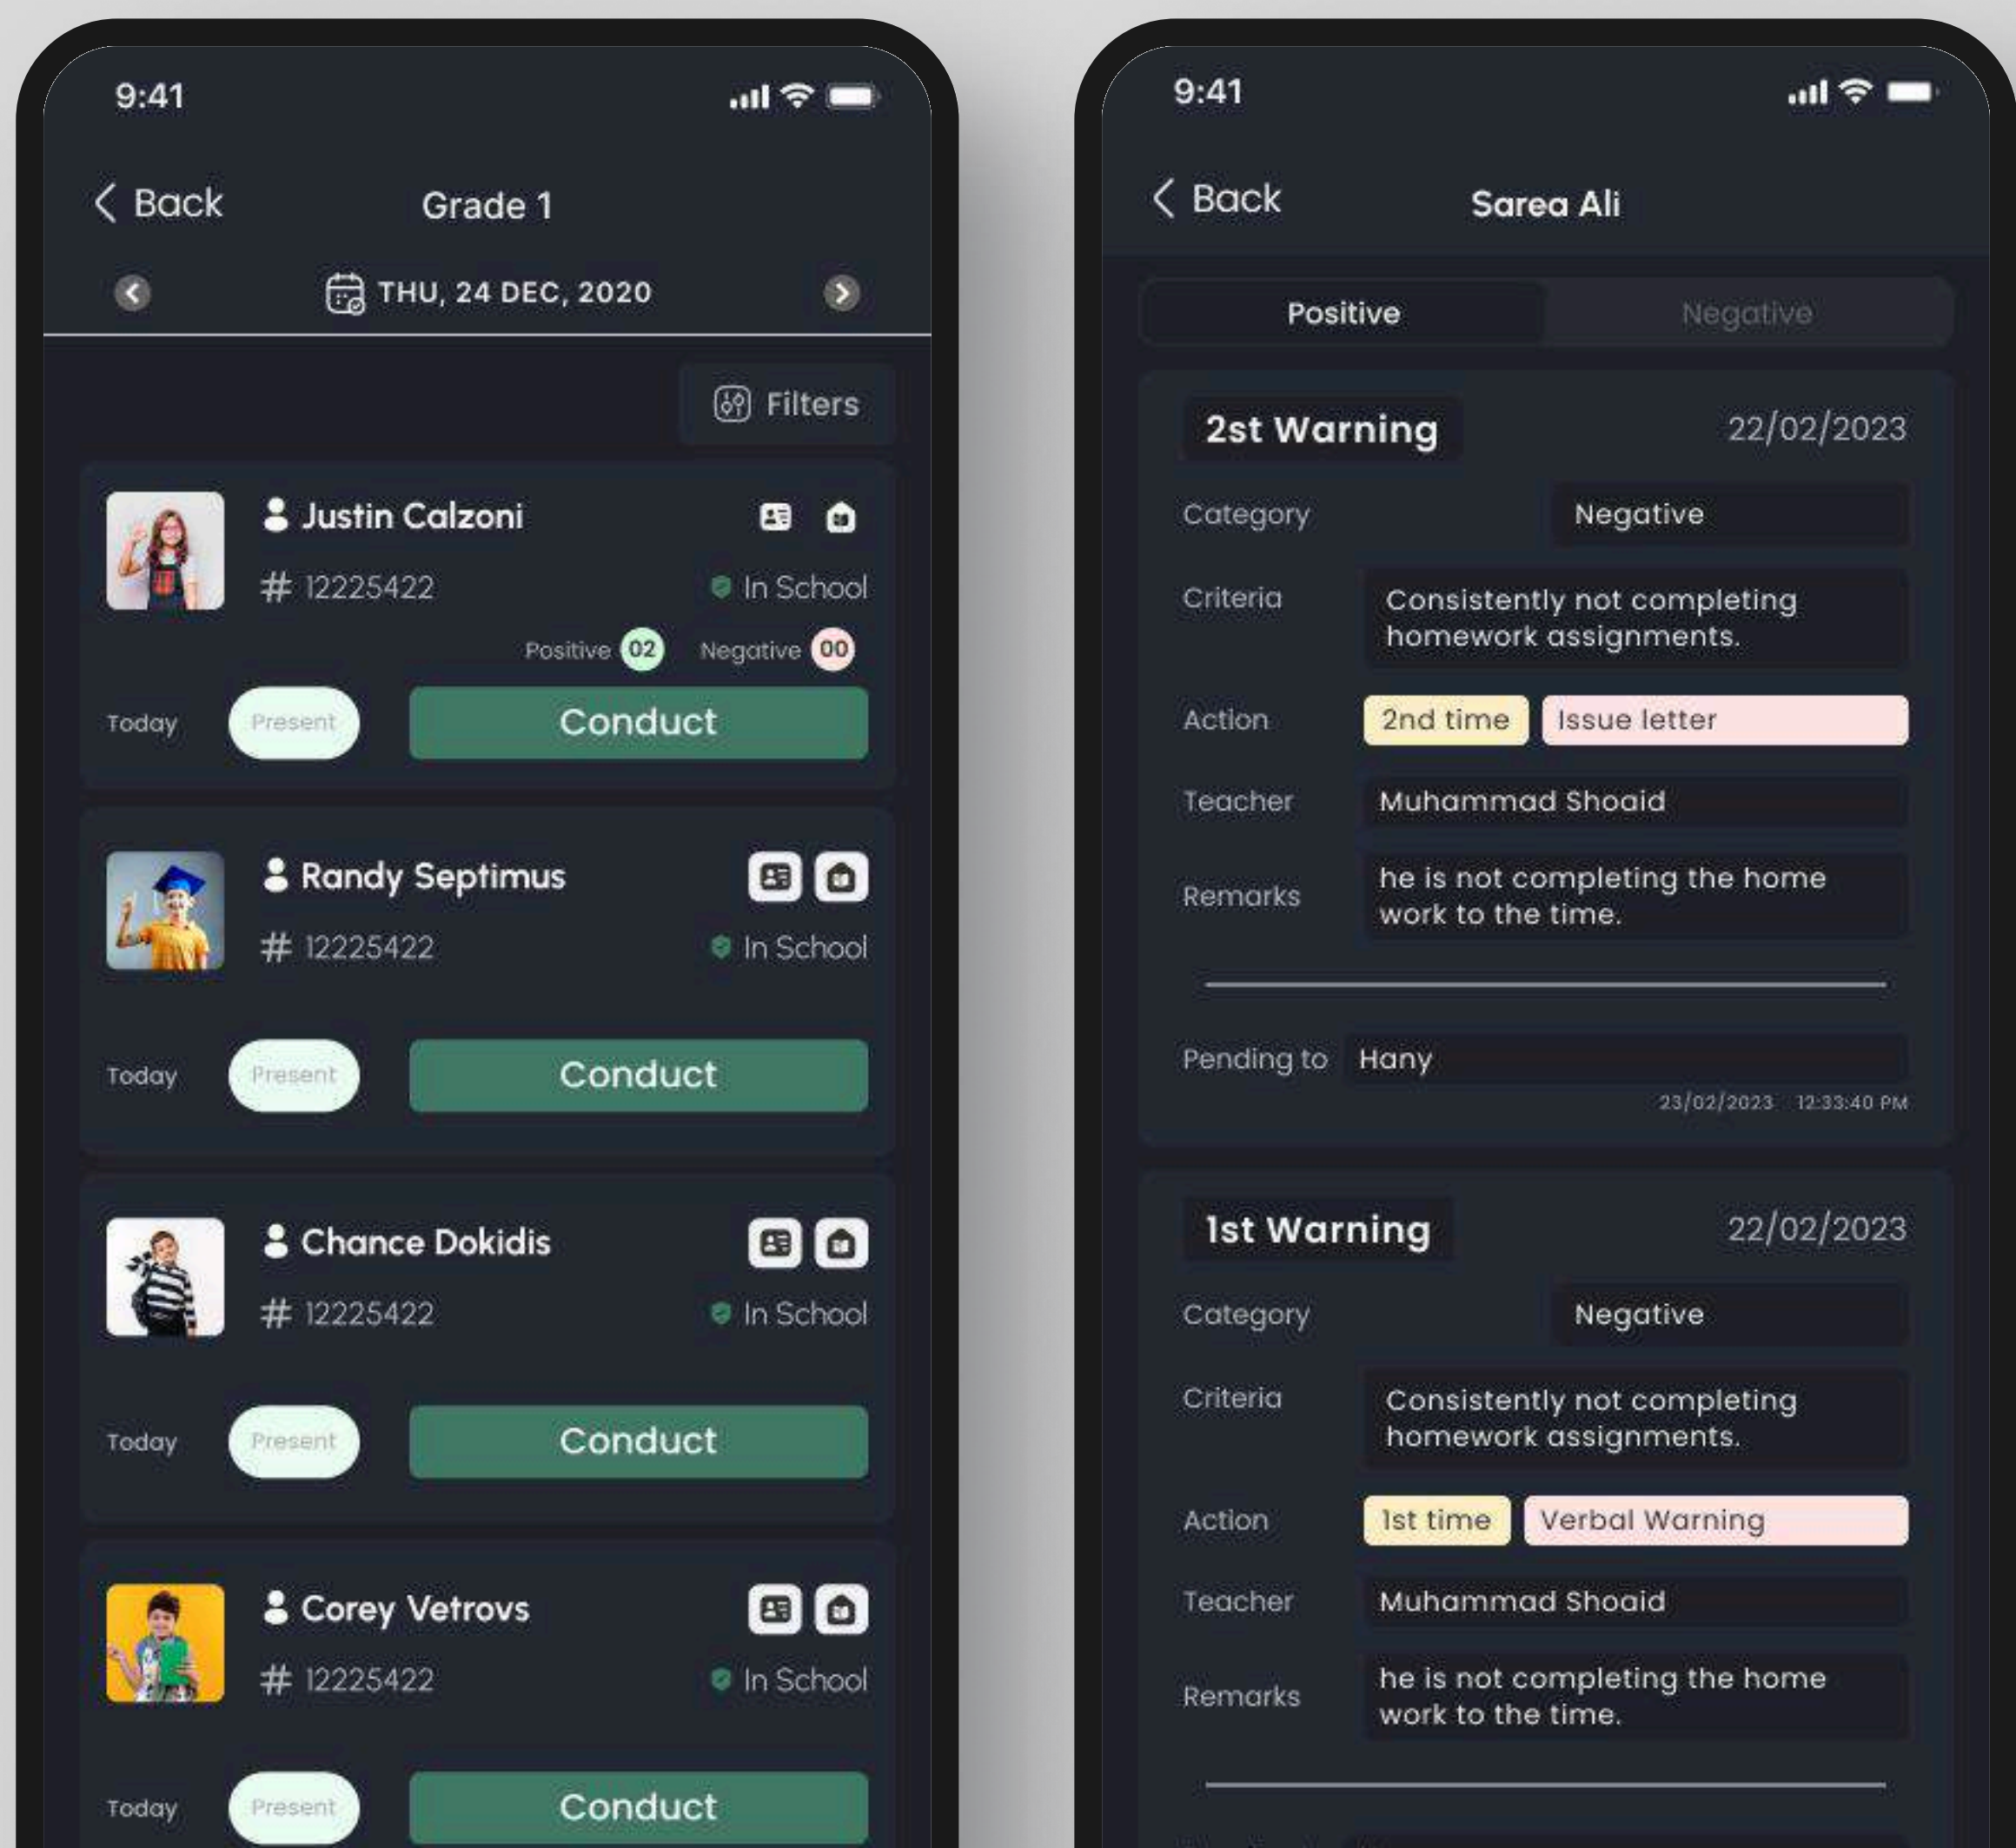 9:41
Back
Grade 1
THU, 24 DEC, 2020
Filters
Justin Calzoni
# 12225422
In School
Positive 02
Negative 00
Today
Present
Conduct
Randy Septimus
# 12225422
In School
Today
Present
Conduct
Chance Dokidis
# 12225422
In School
Today
Present
Conduct
Corey Vetrovs
# 12225422
In School
Today
Present
Conduct
9:41
Back
Sarea Ali
Positive
Negative
2st Warning
22/02/2023
Category
Negative
Criteria
Consistently not completing
homework assignments.
Action
2nd time
Issue letter
Teacher
Muhammad Shoaid
Remarks
he is not completing the home
work to the time.
Pending to
Hany
23/02/2023 12:33:40 PM
1st Warning
22/02/2023
Category
Negative
Criteria
Consistently not completing
homework assignments.
Action
1st time
Verbal Warning
Teacher
Muhammad Shoaid
Remarks
he is not completing the home
work to the time.